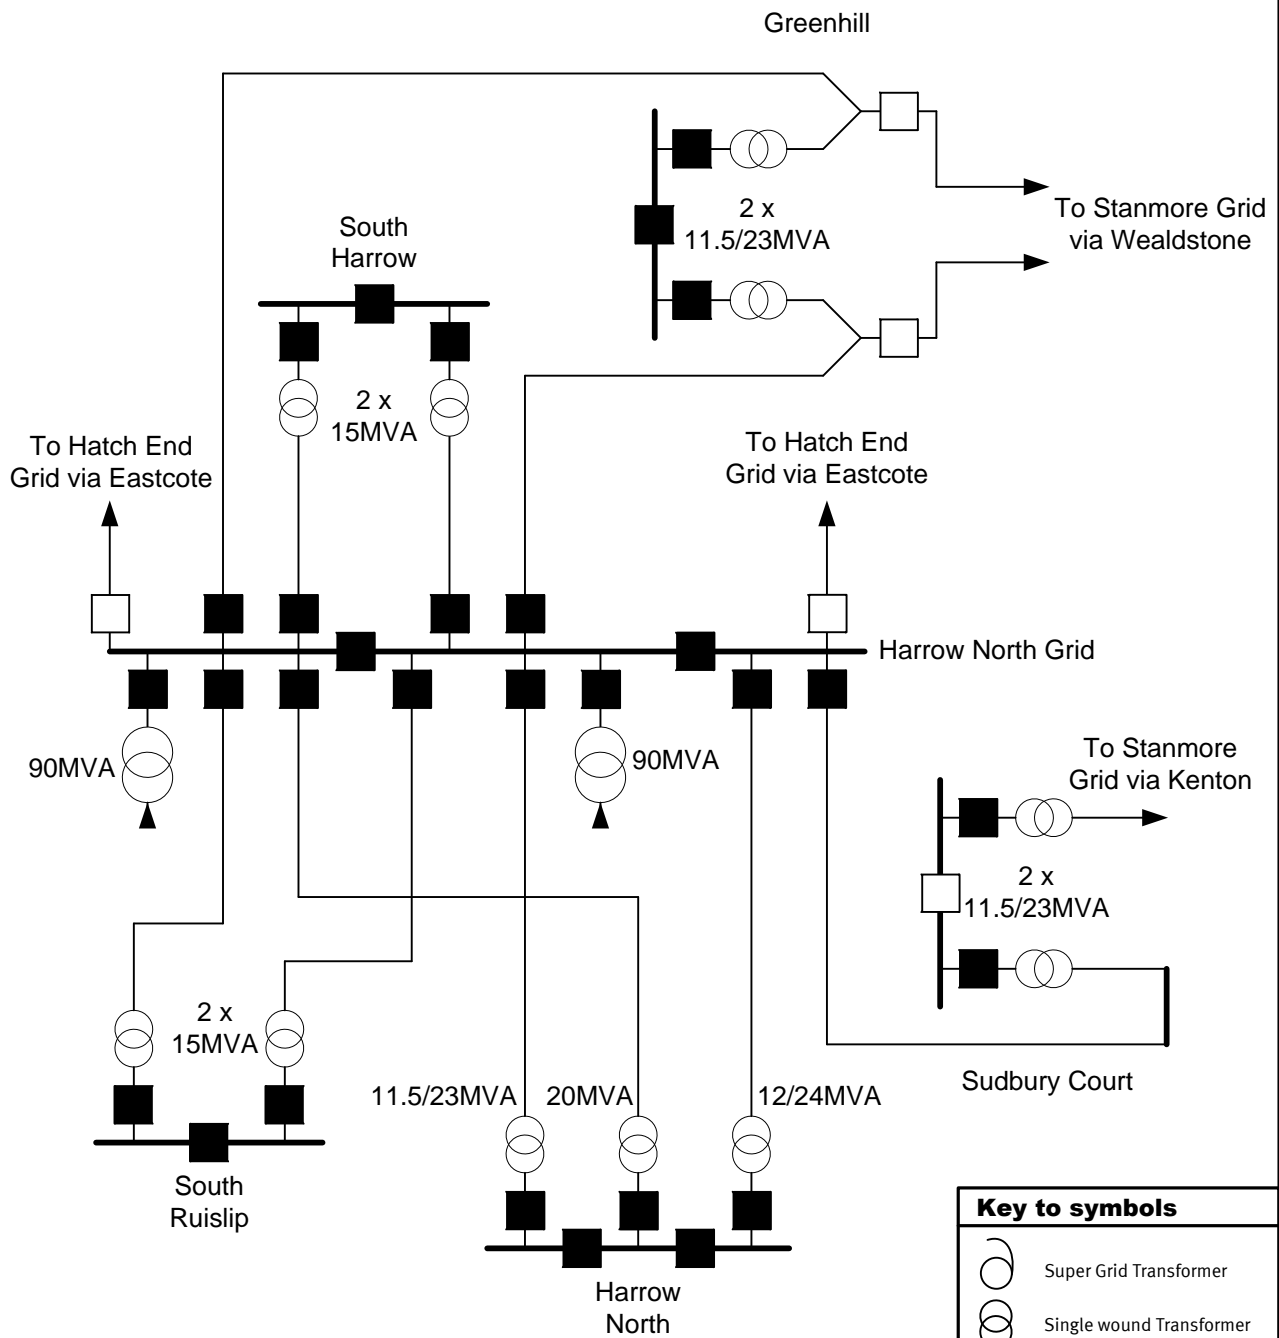 Greenhill
2 x
11.5/23MVA
To Stanmore Grid
via Wealdstone
South
Harrow
2 x
15MVA
To Hatch End
Grid via Eastcote
To Hatch End
Grid via Eastcote
Harrow North Grid
90MVA
90MVA
To Stanmore
Grid via Kenton
2 x
11.5/23MVA
2 x
15MVA
Sudbury Court
11.5/23MVA
20MVA
12/24MVA
South
Ruislip
Harrow
North
Key to symbols
Super Grid Transformer
Single wound Transformer